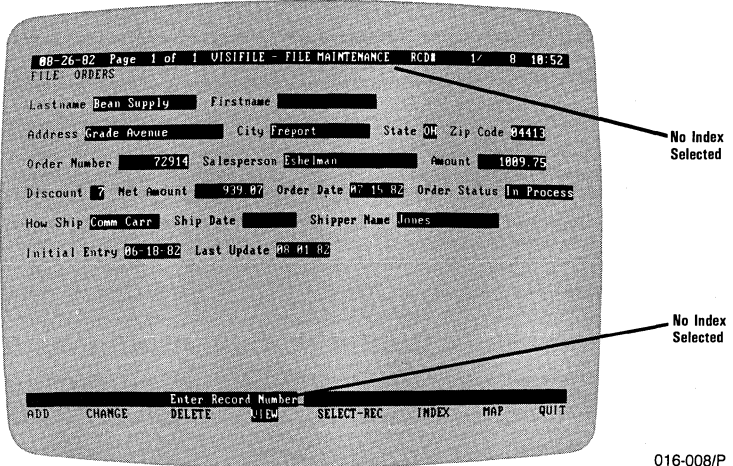 08-26-82 Page 1 of 1 VISIFILE - FILE MAINTENANCE RCD# 1/ 8 10:52
FILE ORDERS
Lastname Bean Supply Firstname
Address Grade Avenue City Freport State OH Zip Code 04413
Order Number 72914 Salesperson Eshelman Amount 1009.75
Discount 7 Net Amount 939.07 Order Date 07 15 82 Order Status In Process
How Ship Comm Carr Ship Date Shipper Name Jones
Initial Entry 06-18-82 Last Update 08 01 82
No Index
Selected
No Index
Selected
Enter Record Number
ADD CHANGE DELETE VIEW SELECT-REC INDEX MAP QUIT
016-008/P